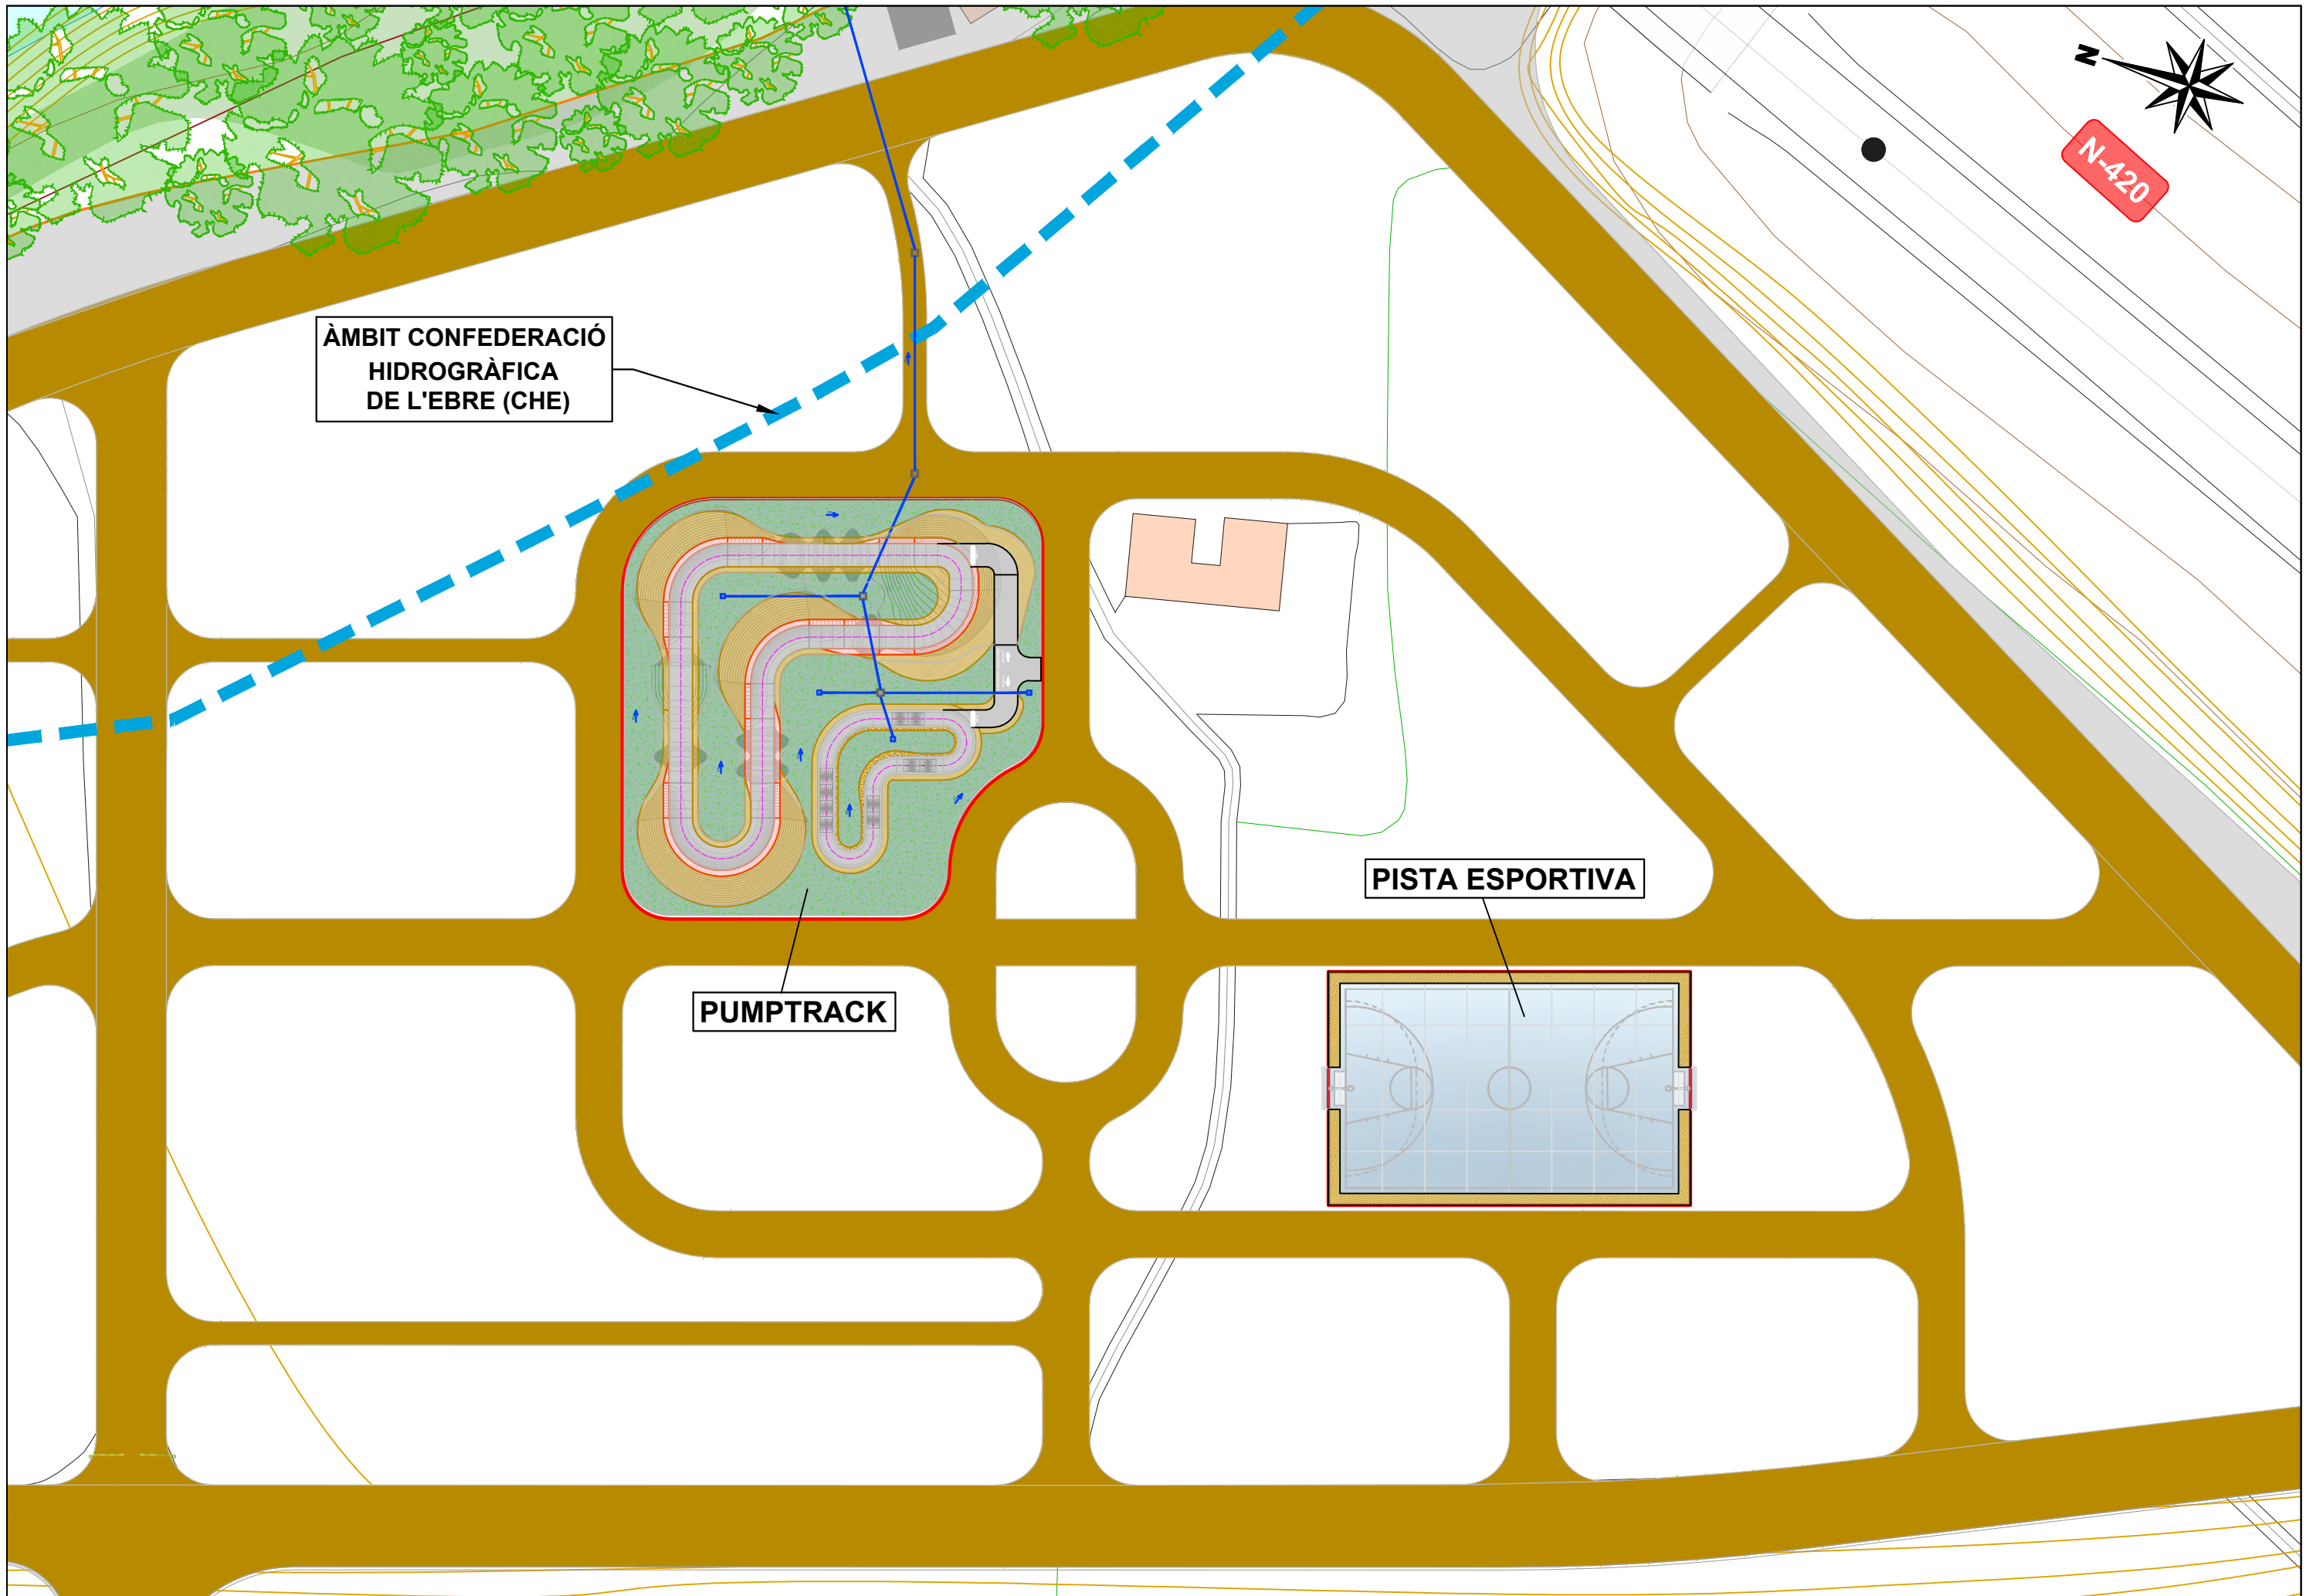 N
N-420
ÀMBIT CONFEDERACIÓ
HIDROGRÀFICA
DE L'EBRE (CHE)
PISTA ESPORTIVA
PUMPTRACK